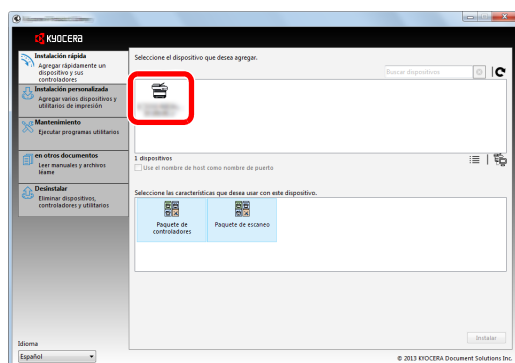 KYOCERA
Instalación rápida
Agregar rápidamente un
dispositivo y sus
controladores
Instalación personalizada
Agregar varios dispositivos y
utilitarios de impresión
Mantenimiento
Ejecutar programas utilitarios
en otros documentos
Leer manuales y archivos
léame
Desinstalar
Eliminar dispositivos,
controladores y utilitarios
Idioma
Español
Seleccione el dispositivo que desea agregar.
Buscar dispositivos
1 dispositivos
Use el nombre de host como nombre de puerto
Seleccione las características que desea usar con este dispositivo.
Paquete de
controladores
Paquete de escaneo
Instalar
© 2013 KYOCERA Document Solutions Inc.